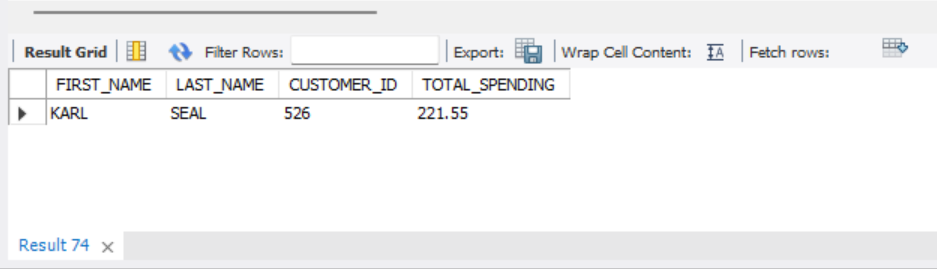 Result Grid Filter Rows: Export: Wrap Cell Content: Fetch rows:
FIRST_NAME LAST_NAME CUSTOMER_ID TOTAL_SPENDING
KARL SEAL 526 221.55
Result 74